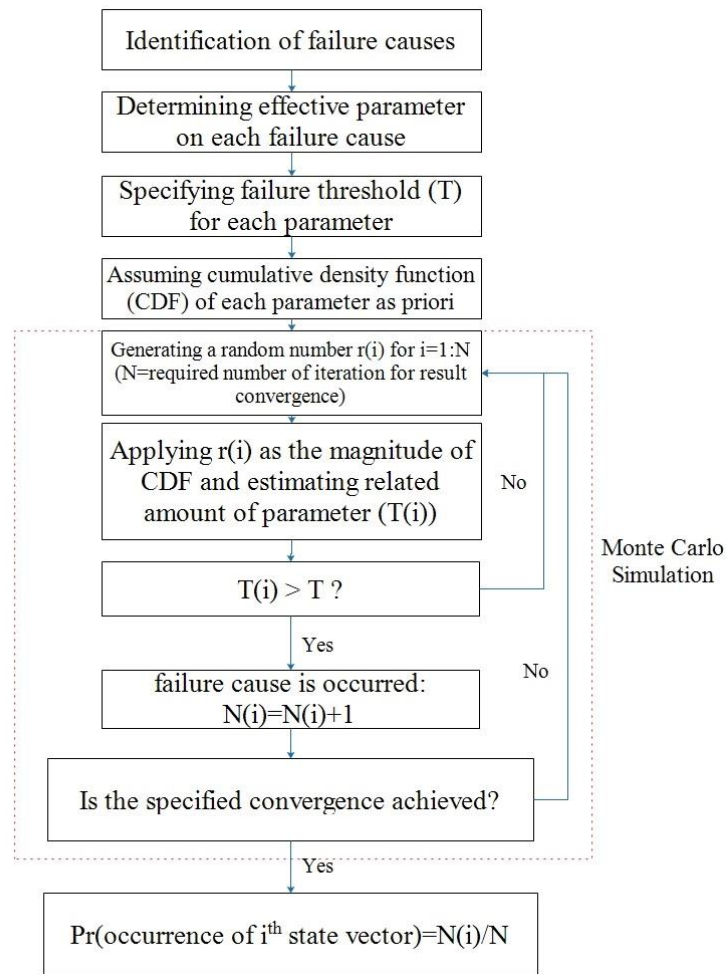 Identification of failure causes
Determining effective parameter
on each failure cause
Specifying failure threshold (T)
for each parameter
Assuming cumulative density function
(CDF) of each parameter as priori
Generating a random number r(i) for i=1:N
(N=required number of iteration for result
convergence)
Applying r(i) as the magnitude of
CDF and estimating related
amount of parameter (T(i))
No
T(i) > T ?
Monte Carlo
Simulation
Yes
failure cause is occurred:
N(i)=N(i)+1
No
Is the specified convergence achieved?
Yes
Pr(occurrence of iᵗʰ state vector)=N(i)/N